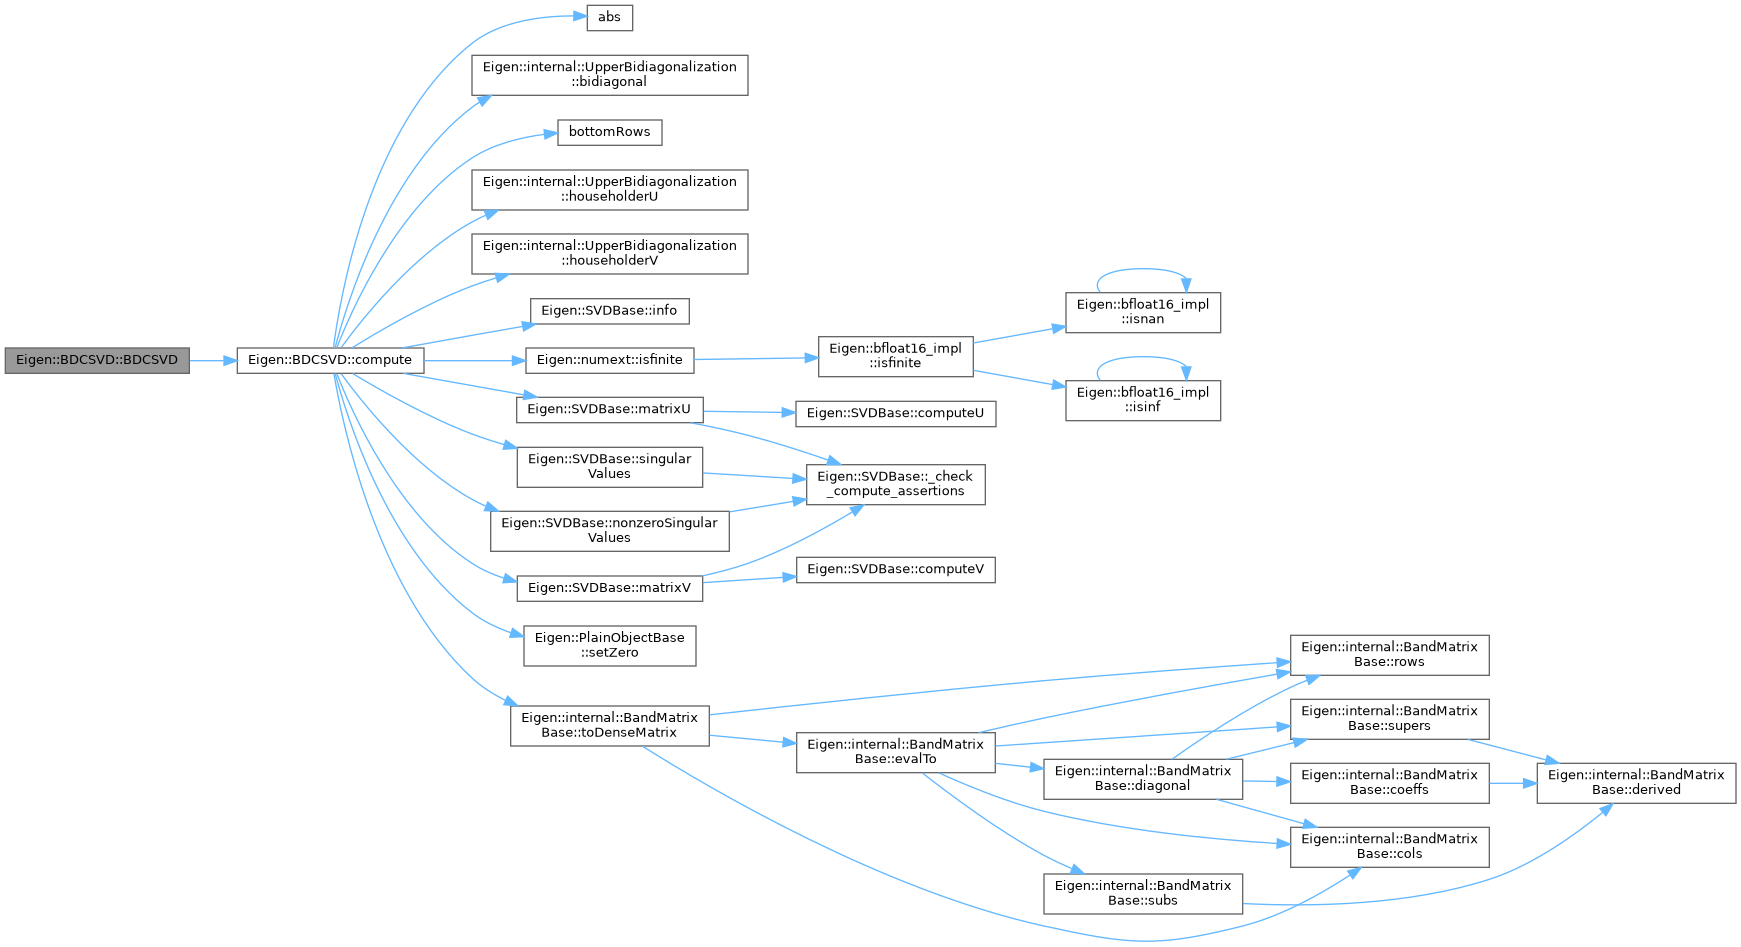 Eigen::BDCSVD::BDCSVD
Eigen::BDCSVD::compute
abs
Eigen::internal::UpperBidiagonalization
::bidiagonal
bottomRows
Eigen::internal::UpperBidiagonalization
::householderU
Eigen::internal::UpperBidiagonalization
::householderV
Eigen::SVDBase::info
Eigen::numext::isfinite
Eigen::SVDBase::matrixU
Eigen::SVDBase::singular
Values
Eigen::SVDBase::nonzeroSingular
Values
Eigen::SVDBase::matrixV
Eigen::PlainObjectBase
::setZero
Eigen::internal::BandMatrix
Base::toDenseMatrix
Eigen::bfloat16_impl
::isfinite
Eigen::SVDBase::computeU
Eigen::SVDBase::_check
_compute_assertions
Eigen::SVDBase::computeV
Eigen::internal::BandMatrix
Base::evalTo
Eigen::bfloat16_impl
::isnan
Eigen::bfloat16_impl
::isinf
Eigen::internal::BandMatrix
Base::diagonal
Eigen::internal::BandMatrix
Base::subs
Eigen::internal::BandMatrix
Base::rows
Eigen::internal::BandMatrix
Base::supers
Eigen::internal::BandMatrix
Base::coeffs
Eigen::internal::BandMatrix
Base::cols
Eigen::internal::BandMatrix
Base::derived